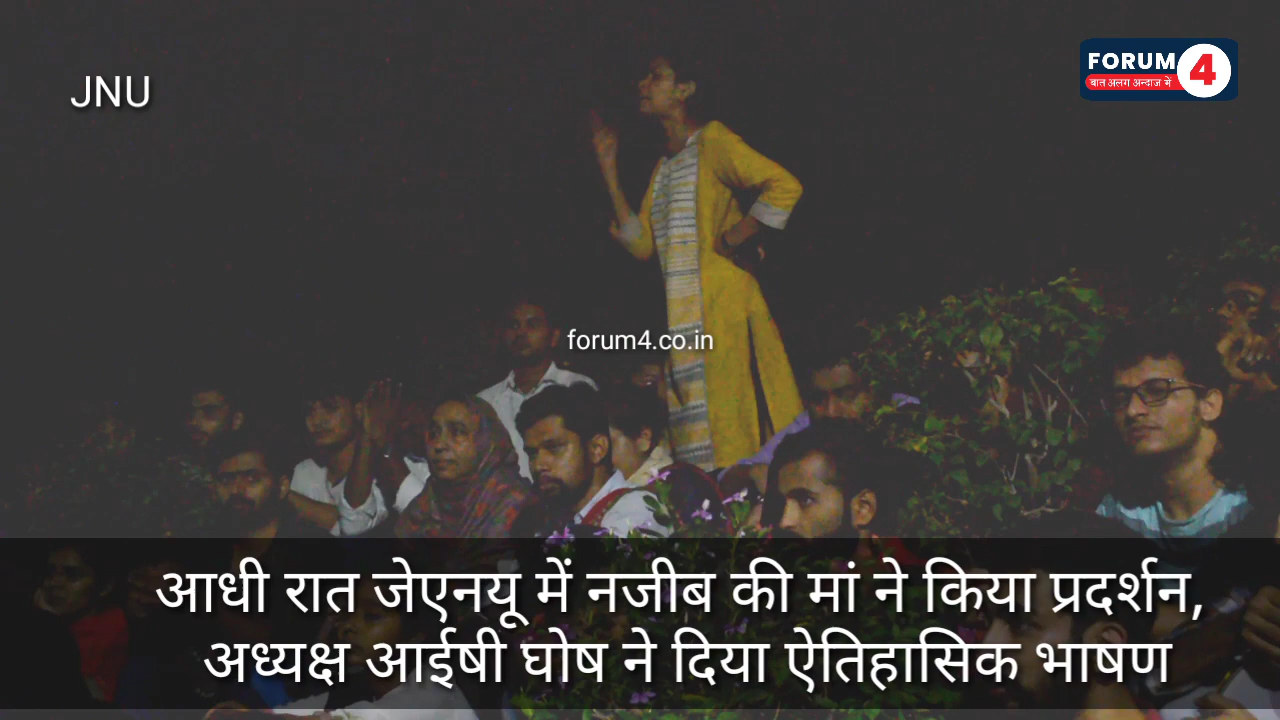 JNU
FORUM 4
बात अलग अन्दाज में
forum4.co.in
आधी रात जेएनयू में नजीब की मां ने किया प्रदर्शन,
अध्यक्ष आईषी घोष ने दिया ऐतिहासिक भाषण